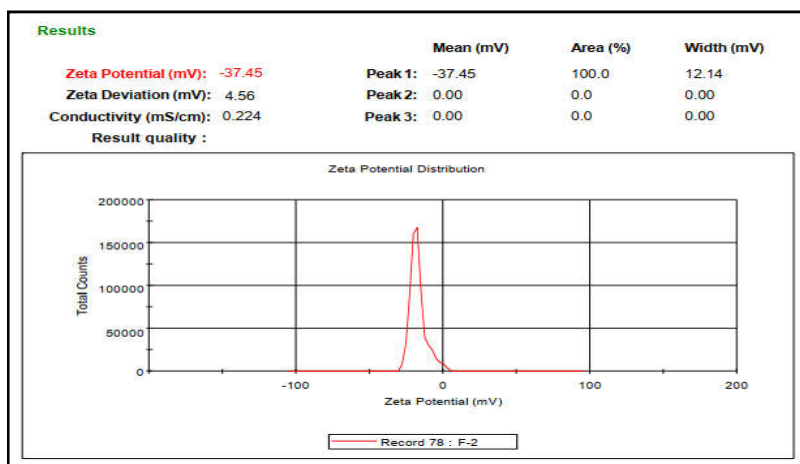 Results
Mean (mV) Area (%) Width (mV)
Zeta Potential (mV): -37.45 Peak 1: -37.45 100.0 12.14
Zeta Deviation (mV): 4.56 Peak 2: 0.00 0.0 0.00
Conductivity (mS/cm): 0.224 Peak 3: 0.00 0.0 0.00
Result quality :
Zeta Potential Distribution
200000
150000
100000
50000
0
Total Counts
-100 0 100 200
Zeta Potential (mV)
Record 78 : F-2